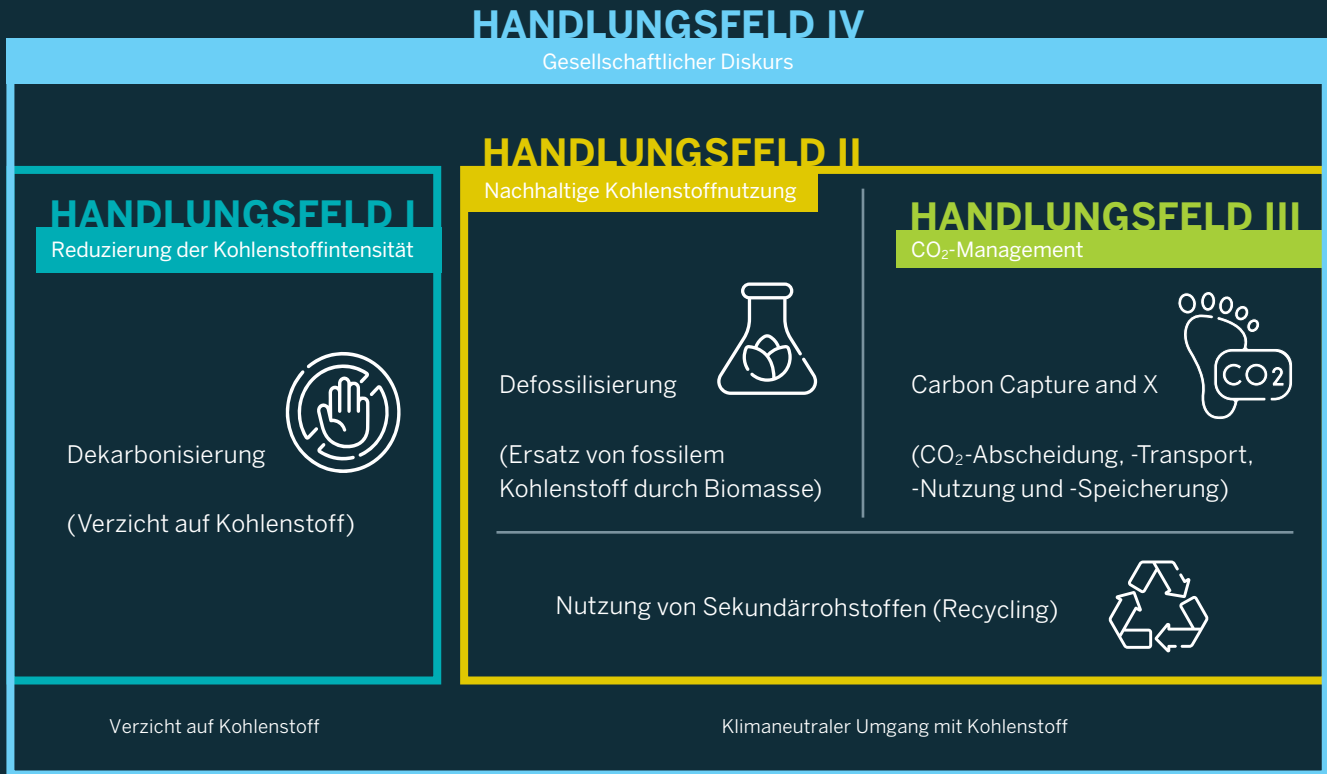 HANDLUNGSFELD IV
Gesellschaftlicher Diskurs
HANDLUNGSFELD I
Reduzierung der Kohlenstoffintensität
Dekarbonisierung
(Verzicht auf Kohlenstoff)
HANDLUNGSFELD II
Nachhaltige Kohlenstoffnutzung
Defossilisierung
(Ersatz von fossilem
Kohlenstoff durch Biomasse)
HANDLUNGSFELD III
CO₂-Management
CO2
Carbon Capture and X
(CO₂-Abscheidung, -Transport,
-Nutzung und -Speicherung)
Nutzung von Sekundärrohstoffen (Recycling)
Verzicht auf Kohlenstoff
Klimaneutraler Umgang mit Kohlenstoff